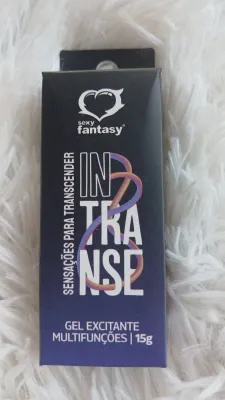 sexy
fantasy®
SENSAÇÕES PARA TRANSCENDER
IN
TRA
NSE
GEL EXCITANTE
MULTIFUNÇÕES | 15g